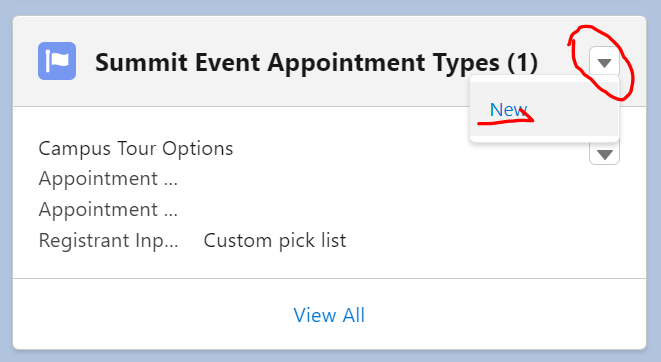 Summit Event Appointment Types (1)
New
Campus Tour Options
Appointment ...
Appointment ...
Registrant Inp... Custom pick list
View All